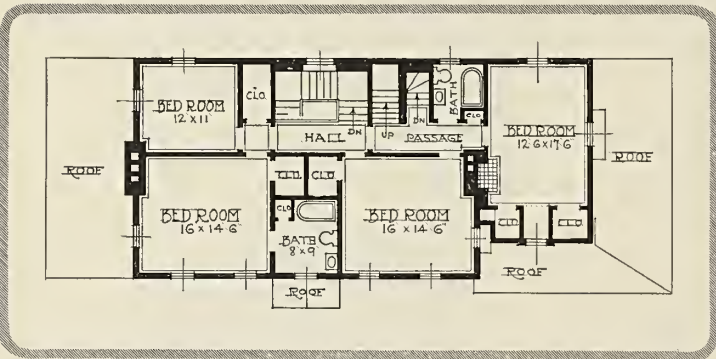 CLO.
BED ROOM
12' X 11'
HALL
DN
UP
DN
PASSAGE
BATH
CLO
BED ROOM
12'6 X 17'6"
ROOF
ROOF
CLO.
CLO.
BED ROOM
16 X 14'6"
CLO
BATH
8' X 9'
BED ROOM
16 X 14'6"
CLO
CLO.
ROOF
ROOF